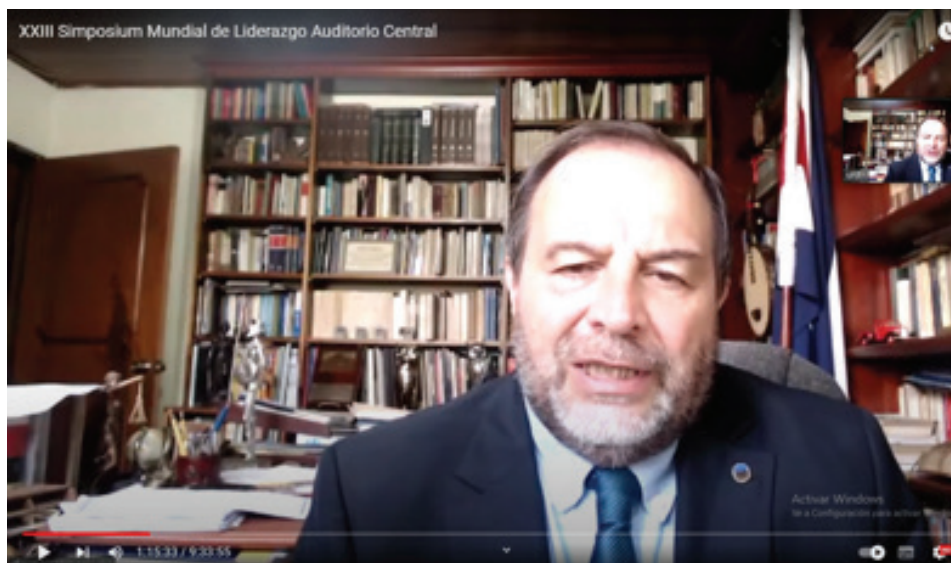 XXIII Simposium Mundial de Liderazgo Auditorio Central
Activar Windows
Ve a Configuración para activar
1:15:33 / 9:33:55